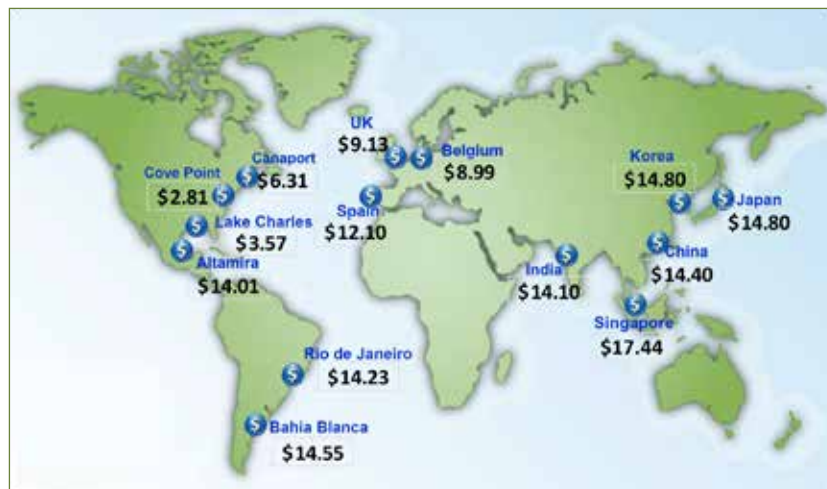 UK
$9.13
Belgium
$8.99
Canaport
$6.31
Cove Point
$2.81
Korea
$14.80
Japan
$14.80
Spain
$12.10
Lake Charles
$3.57
Altamira
$14.01
India
$14.10
China
$14.40
Singapore
$17.44
Rio de Janeiro
$14.23
Bahia Blanca
$14.55